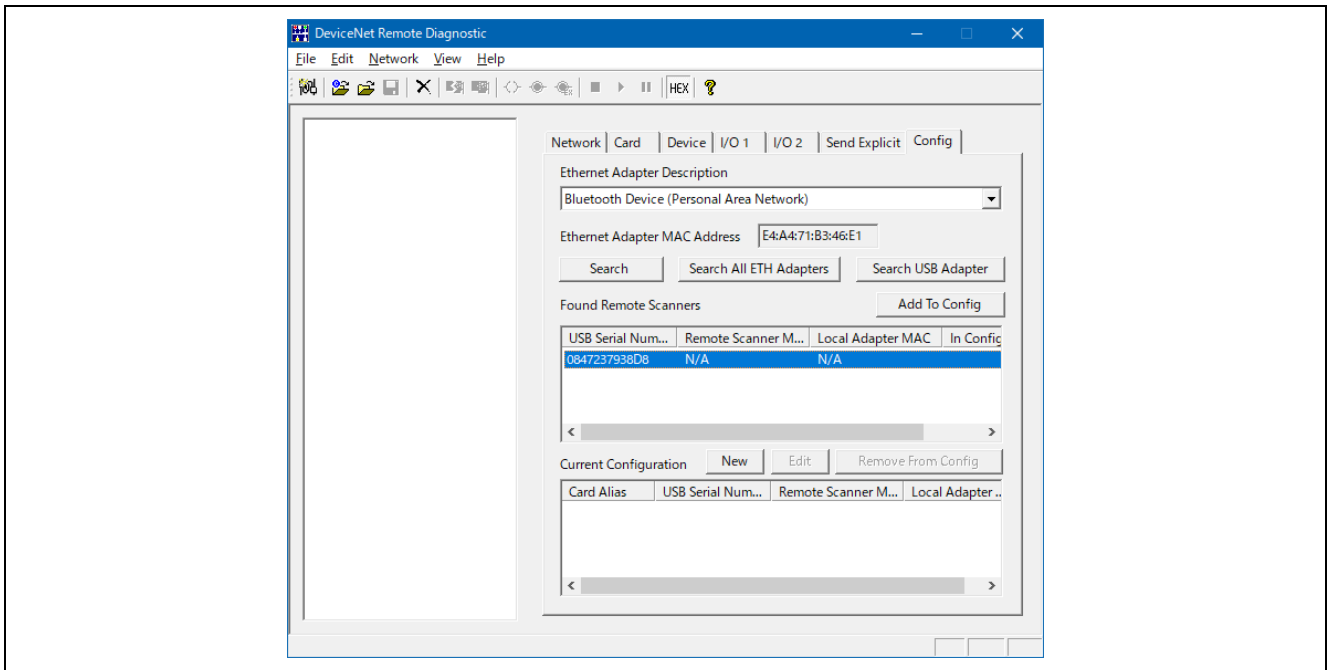 DeviceNet Remote Diagnostic
File Edit Network View Help
HEX
Network Card Device I/O 1 I/O 2 Send Explicit Config
Ethernet Adapter Description
Bluetooth Device (Personal Area Network)
Ethernet Adapter MAC Address E4:A4:71:B3:46:E1
Search Search All ETH Adapters Search USB Adapter
Found Remote Scanners Add To Config
USB Serial Num... Remote Scanner M... Local Adapter MAC In Config
0847237938D8 N/A N/A
Current Configuration New Edit Remove From Config
Card Alias USB Serial Num... Remote Scanner M... Local Adapter ..